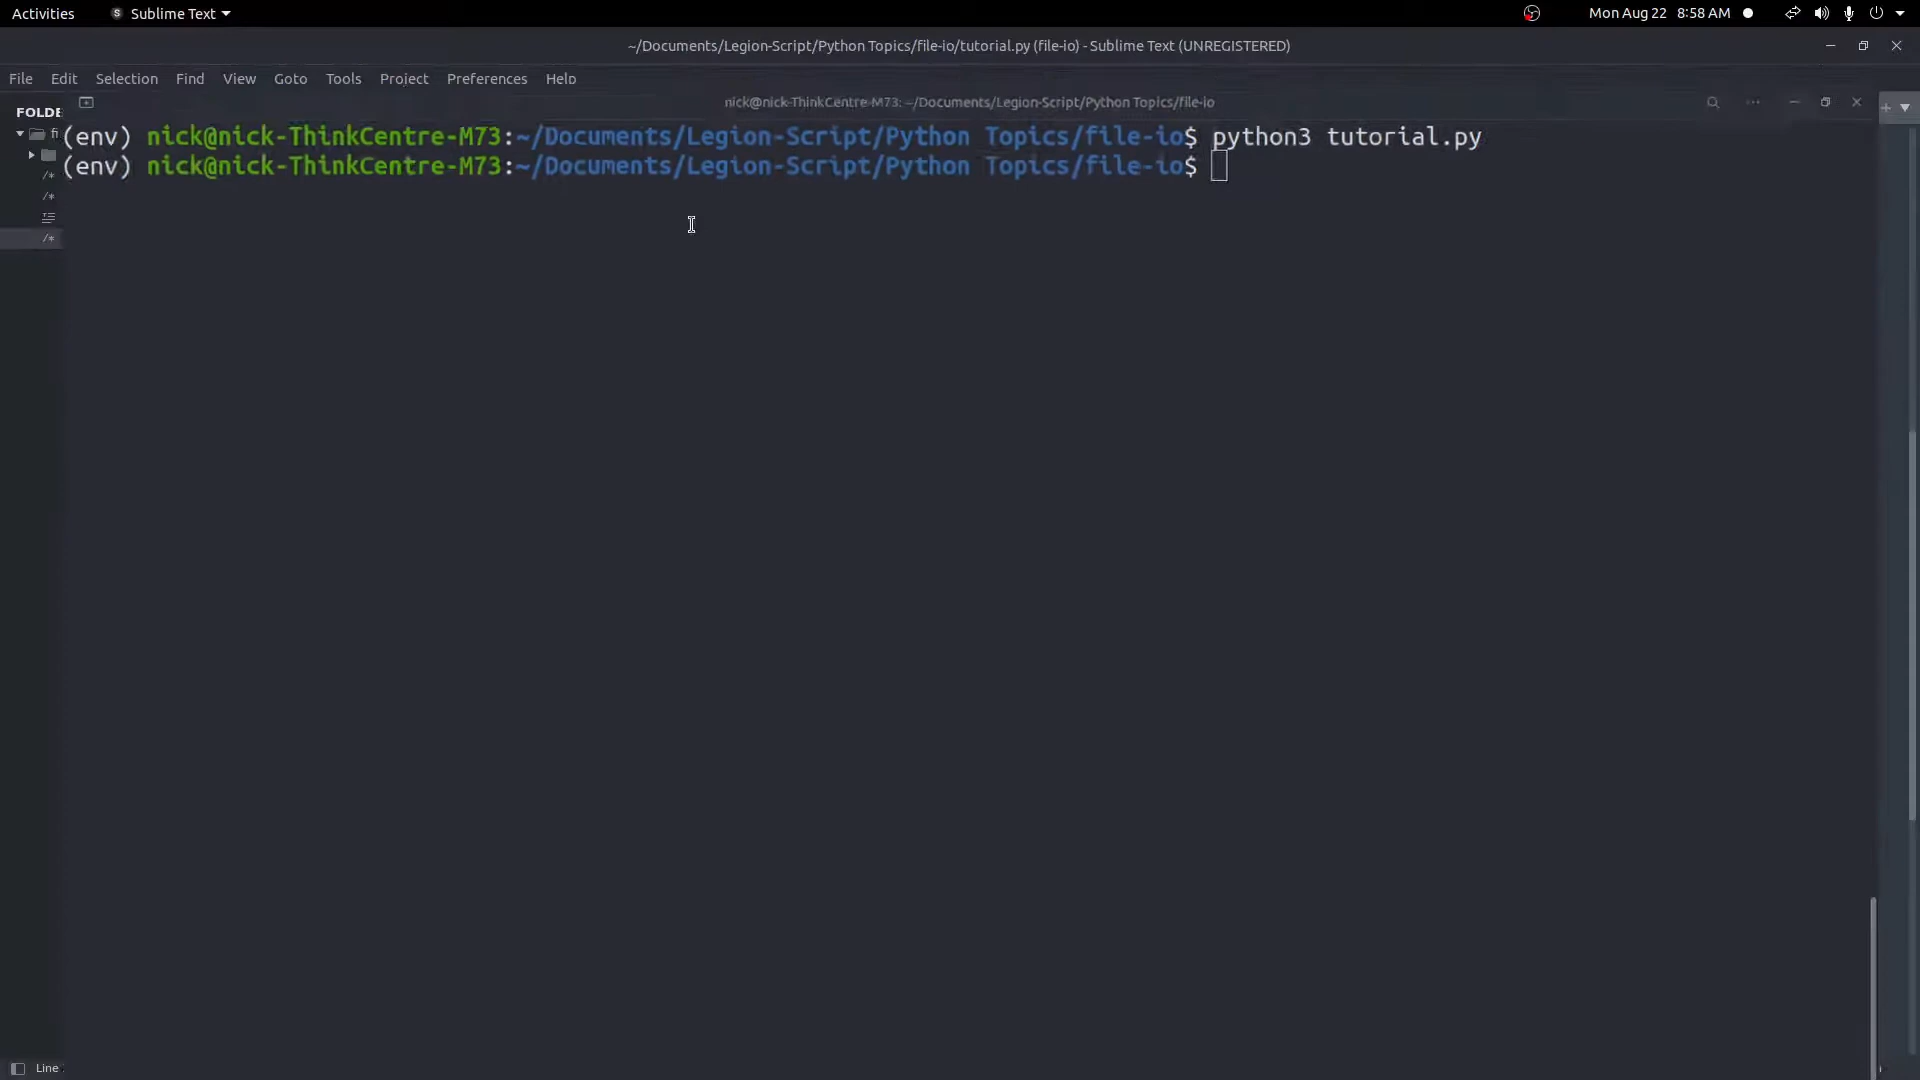 Activities Sublime Text Mon Aug 22 8:58 AM
~/Documents/Legion-Script/Python Topics/file-io/tutorial.py (file-io) - Sublime Text (UNREGISTERED)
File Edit Selection Find View Goto Tools Project Preferences Help
nick@nick-ThinkCentre-M73: ~/Documents/Legion-Script/Python Topics/file-io
FOLDE
fi
(env) nick@nick-ThinkCentre-M73:~/Documents/Legion-Script/Python Topics/file-io$ python3 tutorial.py
(env) nick@nick-ThinkCentre-M73:~/Documents/Legion-Script/Python Topics/file-io$
/*
/*
/*
Line